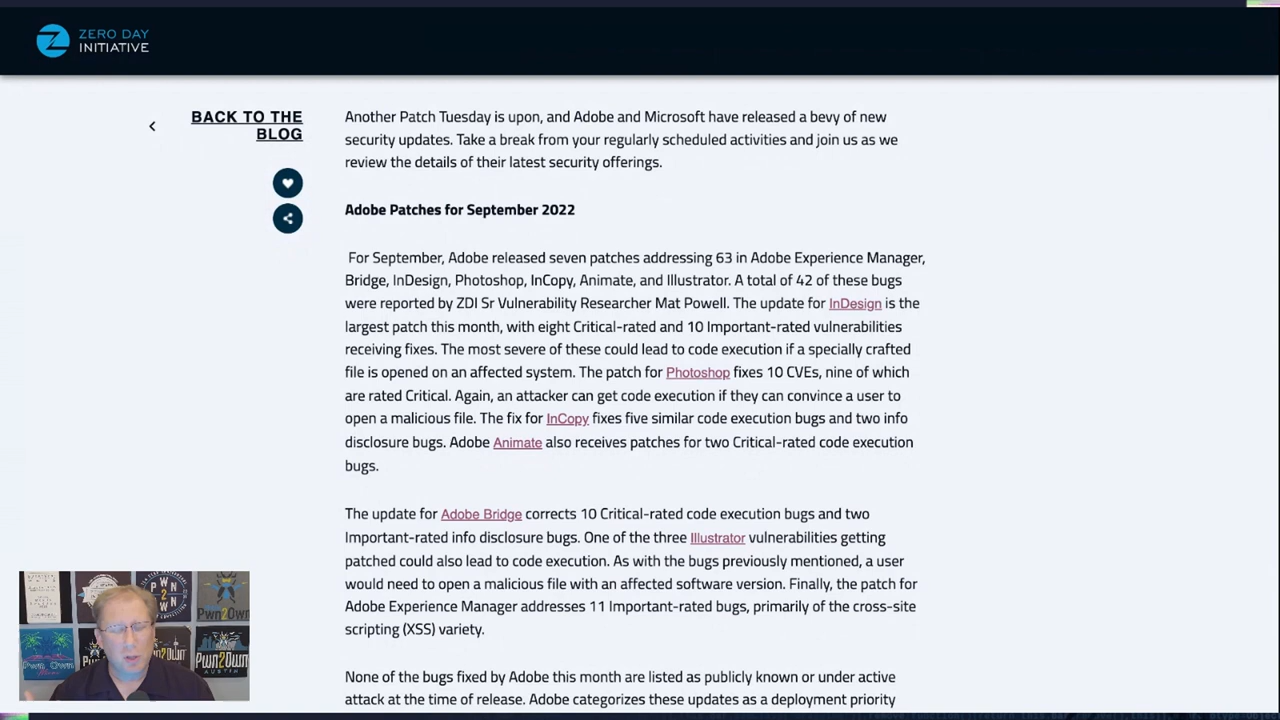 ZERO DAY
INITIATIVE
BACK TO THE
BLOG
Another Patch Tuesday is upon, and Adobe and Microsoft have released a bevy of new
security updates. Take a break from your regularly scheduled activities and join us as we
review the details of their latest security offerings.
Adobe Patches for September 2022
For September, Adobe released seven patches addressing 63 in Adobe Experience Manager,
Bridge, InDesign, Photoshop, InCopy, Animate, and Illustrator. A total of 42 of these bugs
were reported by ZDI Sr Vulnerability Researcher Mat Powell. The update for InDesign is the
largest patch this month, with eight Critical-rated and 10 Important-rated vulnerabilities
receiving fixes. The most severe of these could lead to code execution if a specially crafted
file is opened on an affected system. The patch for Photoshop fixes 10 CVEs, nine of which
are rated Critical. Again, an attacker can get code execution if they can convince a user to
open a malicious file. The fix for InCopy fixes five similar code execution bugs and two info
disclosure bugs. Adobe Animate also receives patches for two Critical-rated code execution
bugs.
The update for Adobe Bridge corrects 10 Critical-rated code execution bugs and two
Important-rated info disclosure bugs. One of the three Illustrator vulnerabilities getting
patched could also lead to code execution. As with the bugs previously mentioned, a user
would need to open a malicious file with an affected software version. Finally, the patch for
Adobe Experience Manager addresses 11 Important-rated bugs, primarily of the cross-site
scripting (XSS) variety.
None of the bugs fixed by Adobe this month are listed as publicly known or under active
attack at the time of release. Adobe categorizes these updates as a deployment priority
PWN
2
OWN
Pwn2Own
Pwn Own
Pwn2Own
AUSTIN